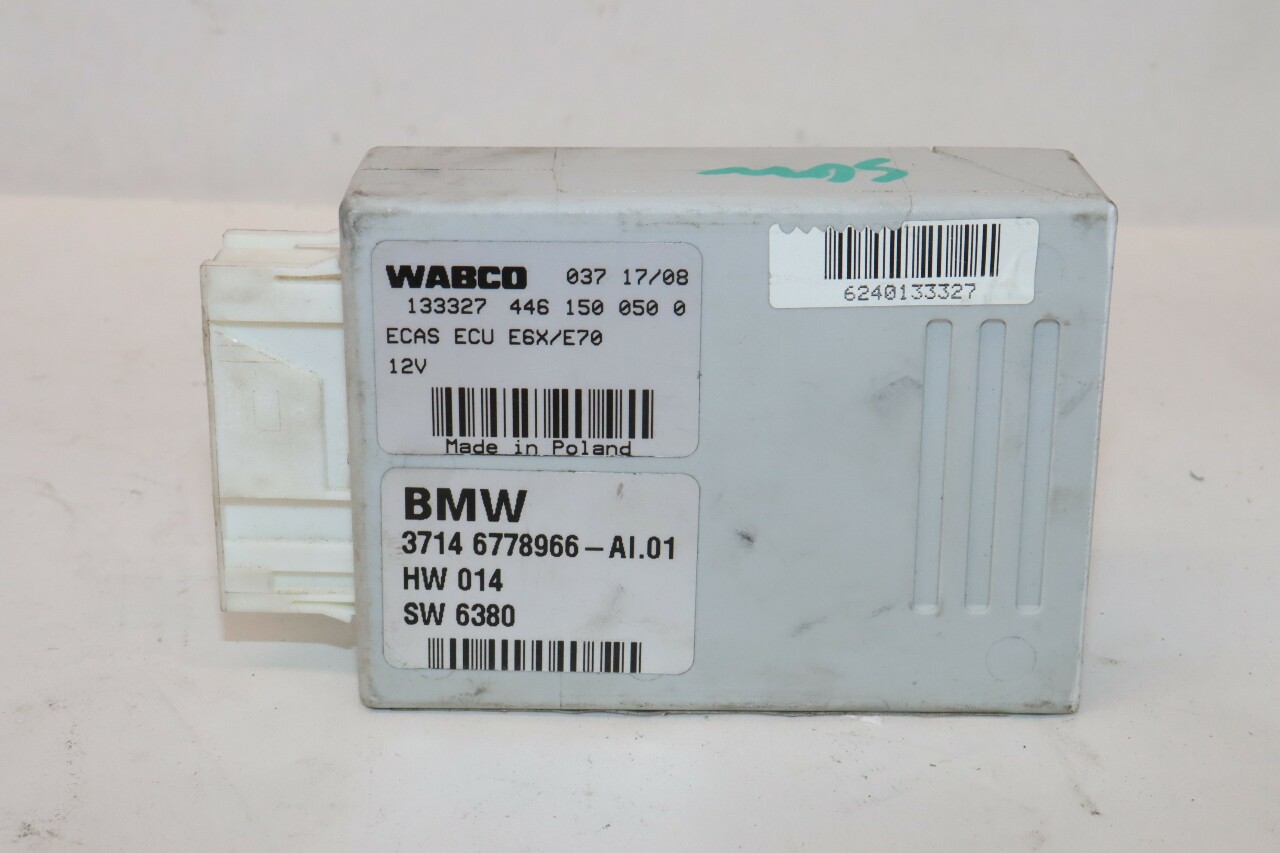 WABCO 037 17/08
133327 446 150 050 0
ECAS ECU E6X/E70
12V
Made in Poland
6240133327
BMW
3714 6778966-AI.01
HW 014
SW 6380